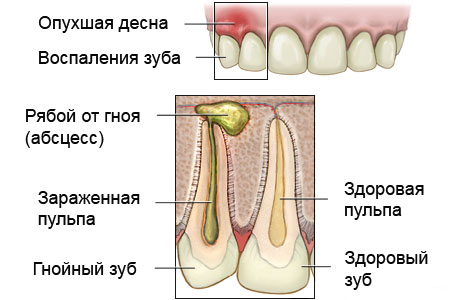 Опухшая десна
Воспаления зуба
Рябой от гноя
(абсцесс)
Зараженная
пульпа
Здоровая
пульпа
Гнойный зуб
Здоровый
зуб